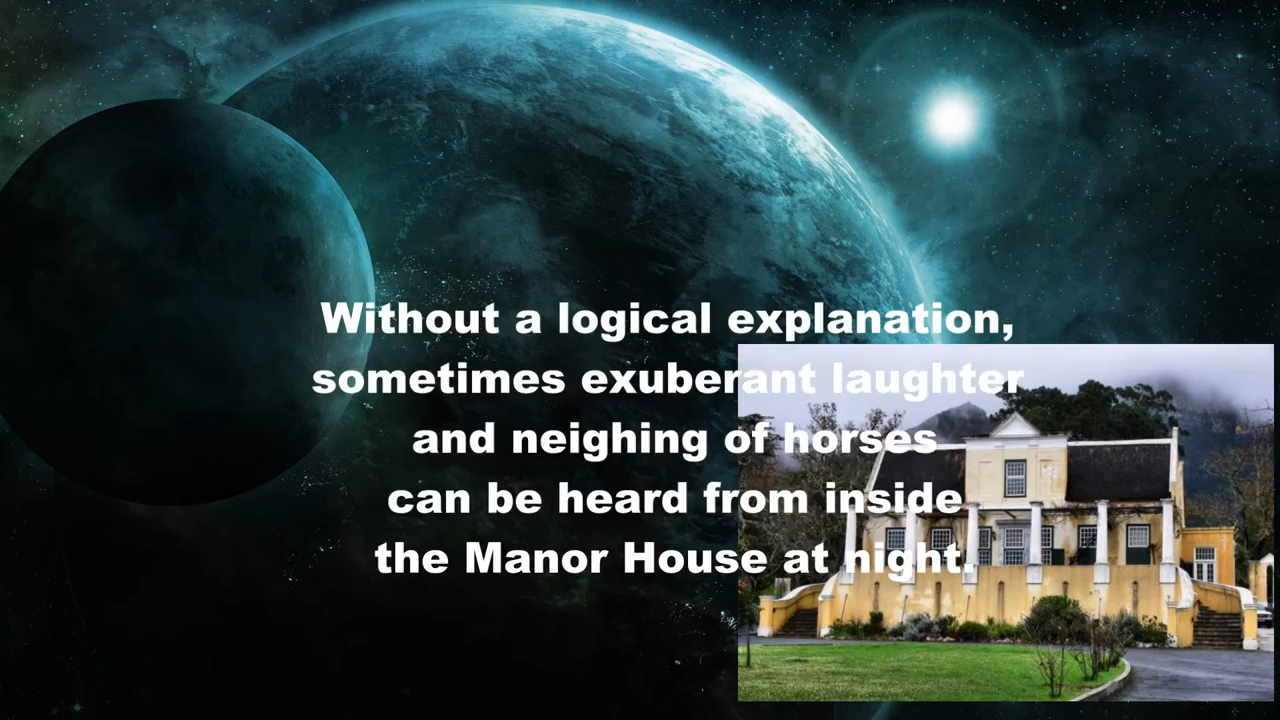 Without a logical explanation,
sometimes exuberant laughter
and neighing of horses
can be heard from inside
the Manor House at night.